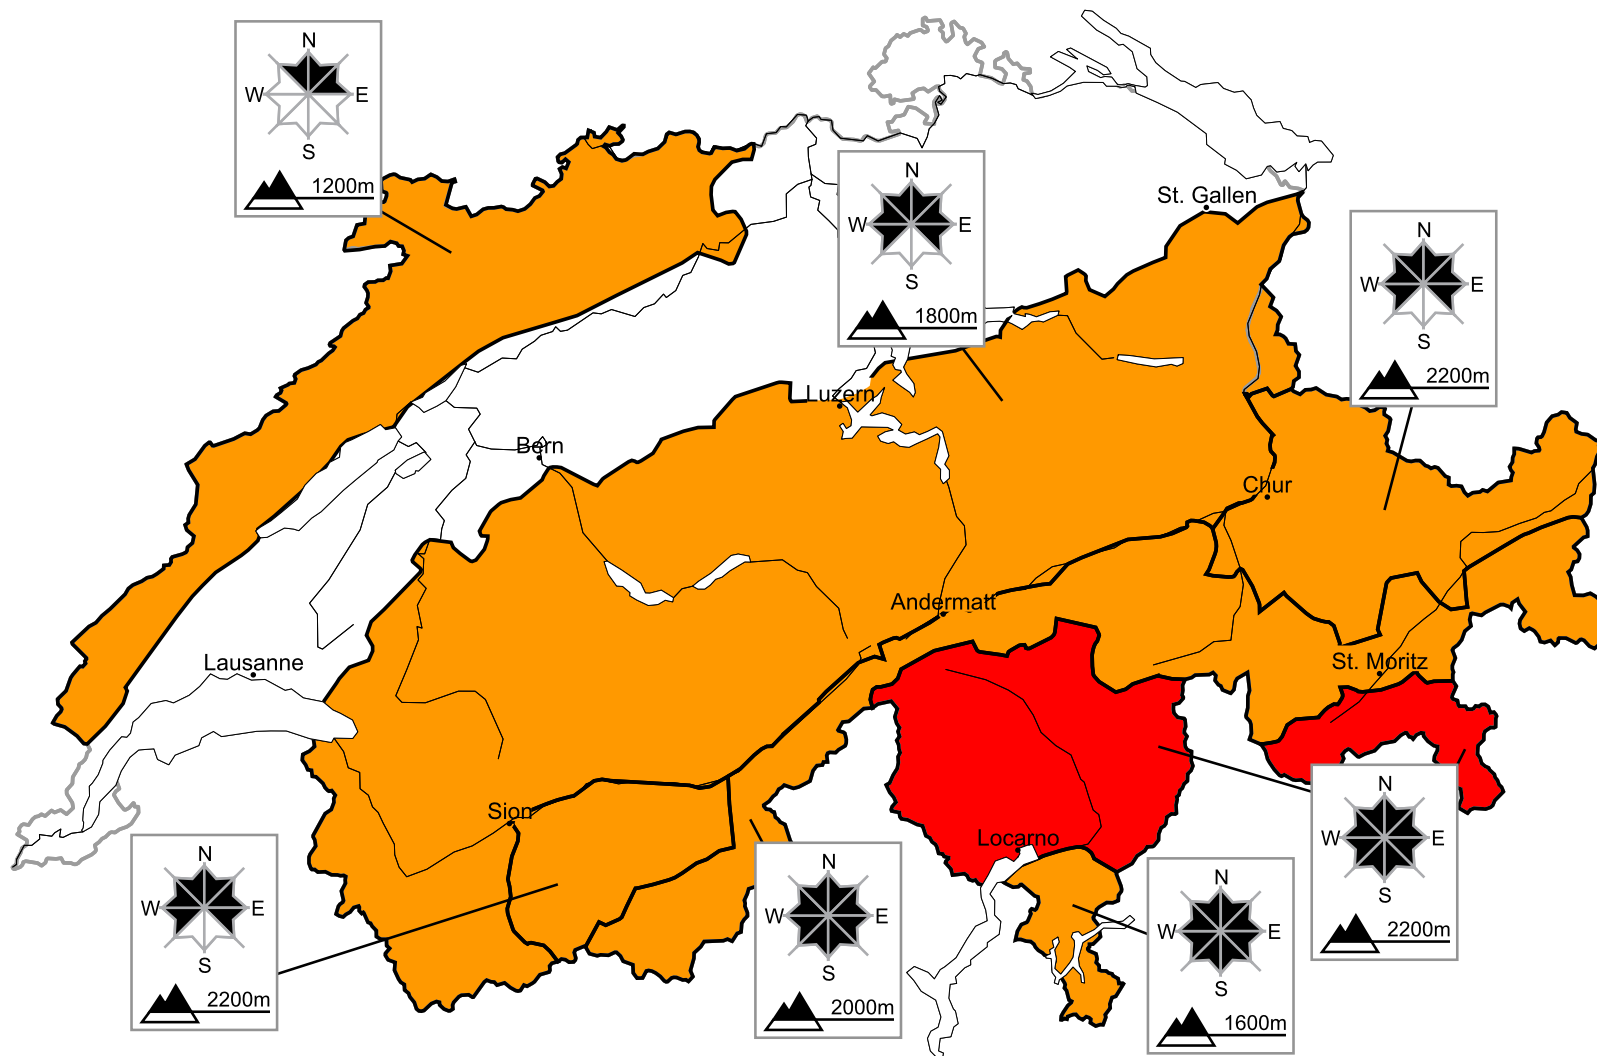 N
W
E
S
1200m
N
W
E
S
1800m
St. Gallen
N
W
E
S
2200m
Luzern
Bern
Chur
Andermatt
Lausanne
St. Moritz
Sion
Locarno
N
W
E
S
2200m
N
W
E
S
2200m
N
W
E
S
2000m
N
W
E
S
1600m